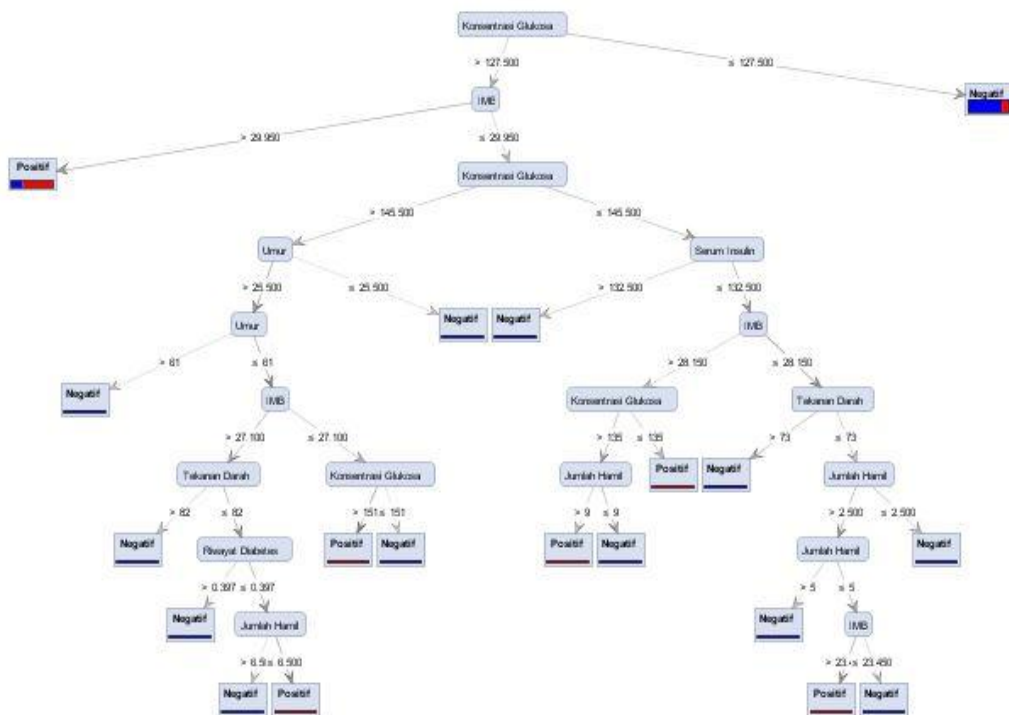 Konsentrasi Glukosa
> 127.500
≤ 127.500
IMB
Negatif
> 29.950
≤ 29.950
Positif
Konsentrasi Glukosa
> 145.500
≤ 145.500
Umur
Serum Insulin
> 25.500
≤ 25.500
> 132.500
≤ 132.500
Umur
Negatif
Negatif
IMB
> 61
≤ 61
> 28.150
≤ 28.150
Negatif
IMB
Konsentrasi Glukosa
Tekanan Darah
> 27.100
≤ 27.100
> 135
≤ 135
> 73
≤ 73
Tekanan Darah
Konsentrasi Glukosa
Jumlah Hamil
Positif
Negatif
Jumlah Hamil
> 82
≤ 82
> 151
≤ 151
> 9
≤ 9
> 2.500
≤ 2.500
Negatif
Riwayat Diabetes
Positif
Negatif
Positif
Negatif
Jumlah Hamil
Negatif
> 0.397
≤ 0.397
> 5
≤ 5
Negatif
Jumlah Hamil
Negatif
IMB
> 6.5
≤ 6.500
> 23.
≤ 23.450
Negatif
Positif
Positif
Negatif